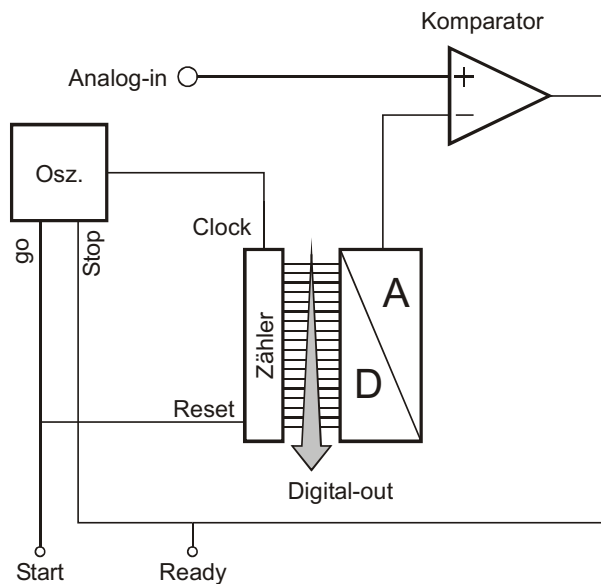 Komparator
Analog-in
+
−
Osz.
go
Stop
Clock
Zähler
A
D
Reset
Digital-out
Start
Ready